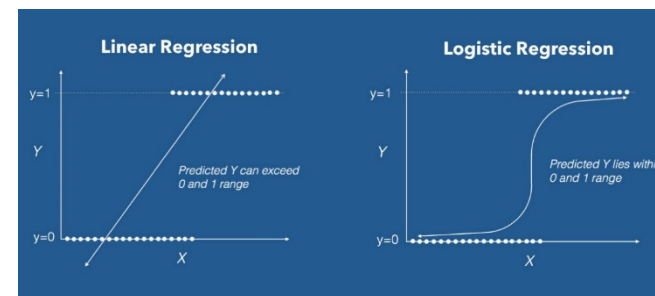 Linear Regression
y=1
Y
Predicted Y can exceed
0 and 1 range
y=0
X
Logistic Regression
y=1
Y
Predicted Y lies withi
0 and 1 range
y=0
X